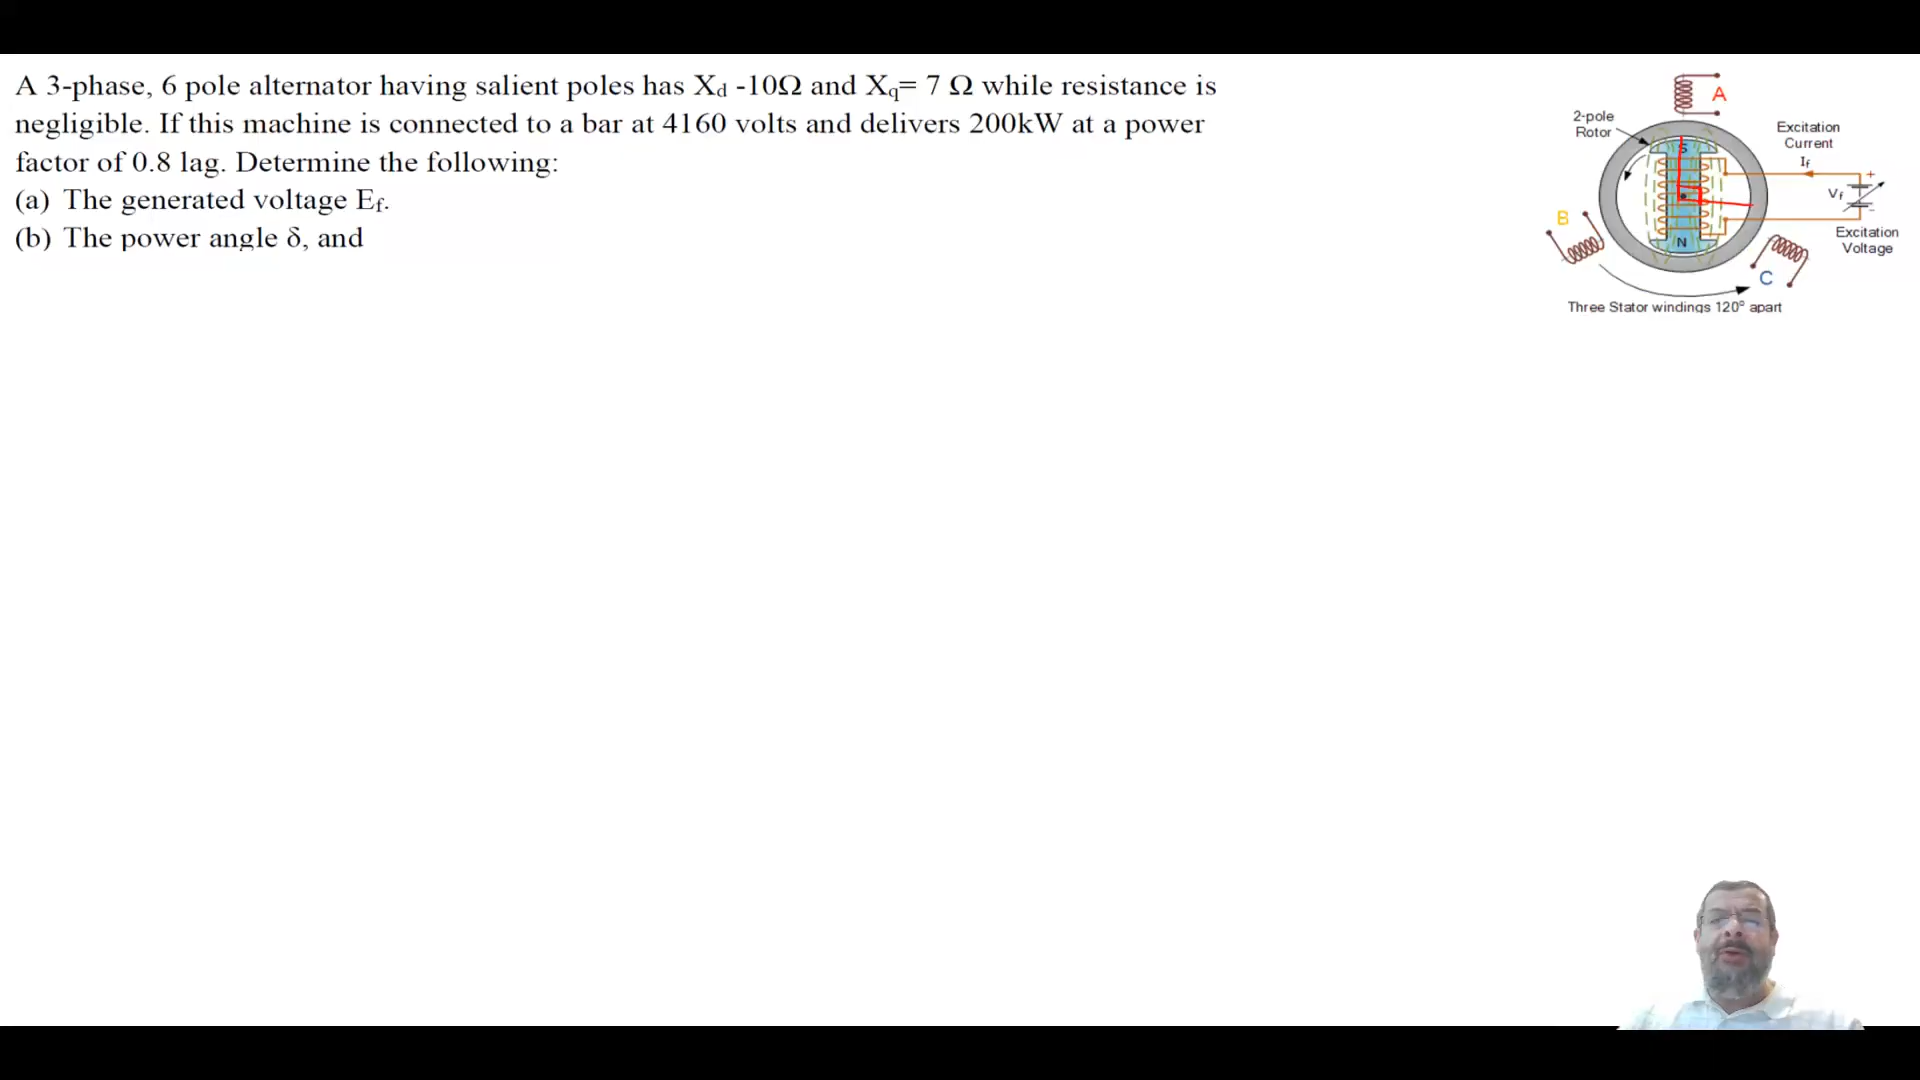 A 3-phase, 6 pole alternator having salient poles has Xd -10Ω and Xq= 7 Ω while resistance is
negligible. If this machine is connected to a bar at 4160 volts and delivers 200kW at a power
factor of 0.8 lag. Determine the following:
(a) The generated voltage Ef.
(b) The power angle δ, and
A
2-pole
Rotor
Excitation
Current
If
S
+
Vf
-
B
N
Excitation
Voltage
C
Three Stator windings 120° apart